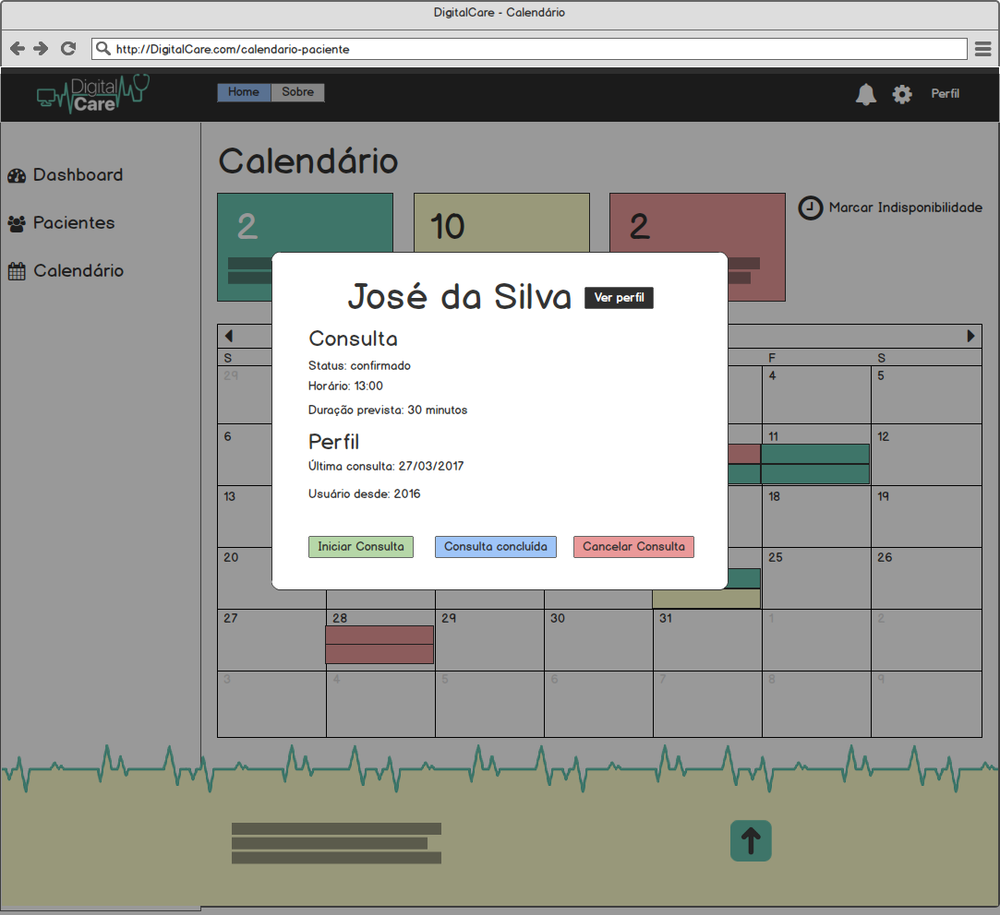 DigitalCare - Calendário
http://DigitalCare.com/calendario-paciente
Digital
Care
Home Sobre
Perfil
Dashboard
Pacientes
Calendário
Calendário
2 10 2
Marcar Indisponibilidade
José da Silva Ver perfil
Consulta
Status: confirmado
Horário: 13:00
Duração prevista: 30 minutos
Perfil
Última consulta: 27/03/2017
Usuário desde: 2016
Iniciar Consulta Consulta concluída Cancelar Consulta
S F S
29 4 5
6 11 12
13 18 19
20 25 26
27 28 29 30 31 1 2
3 4 5 6 7 8 9